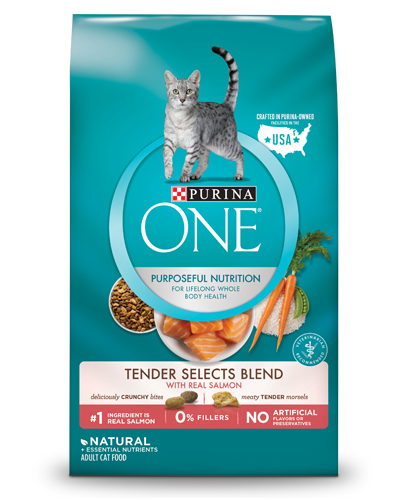 CRAFTED IN PURINA-OWNED
FACILITIES IN THE
USA
PURINA
ONE®
PURPOSEFUL NUTRITION
FOR LIFELONG WHOLE
BODY HEALTH
VETERINARIAN
RECOMMENDED
TENDER SELECTS BLEND
WITH REAL SALMON
deliciously CRUNCHY bites
meaty TENDER morsels
#1 INGREDIENT IS
REAL SALMON
0% FILLERS
NO ARTIFICIAL
FLAVORS OR
PRESERVATIVES
NATURAL
+ ESSENTIAL NUTRIENTS
ADULT CAT FOOD